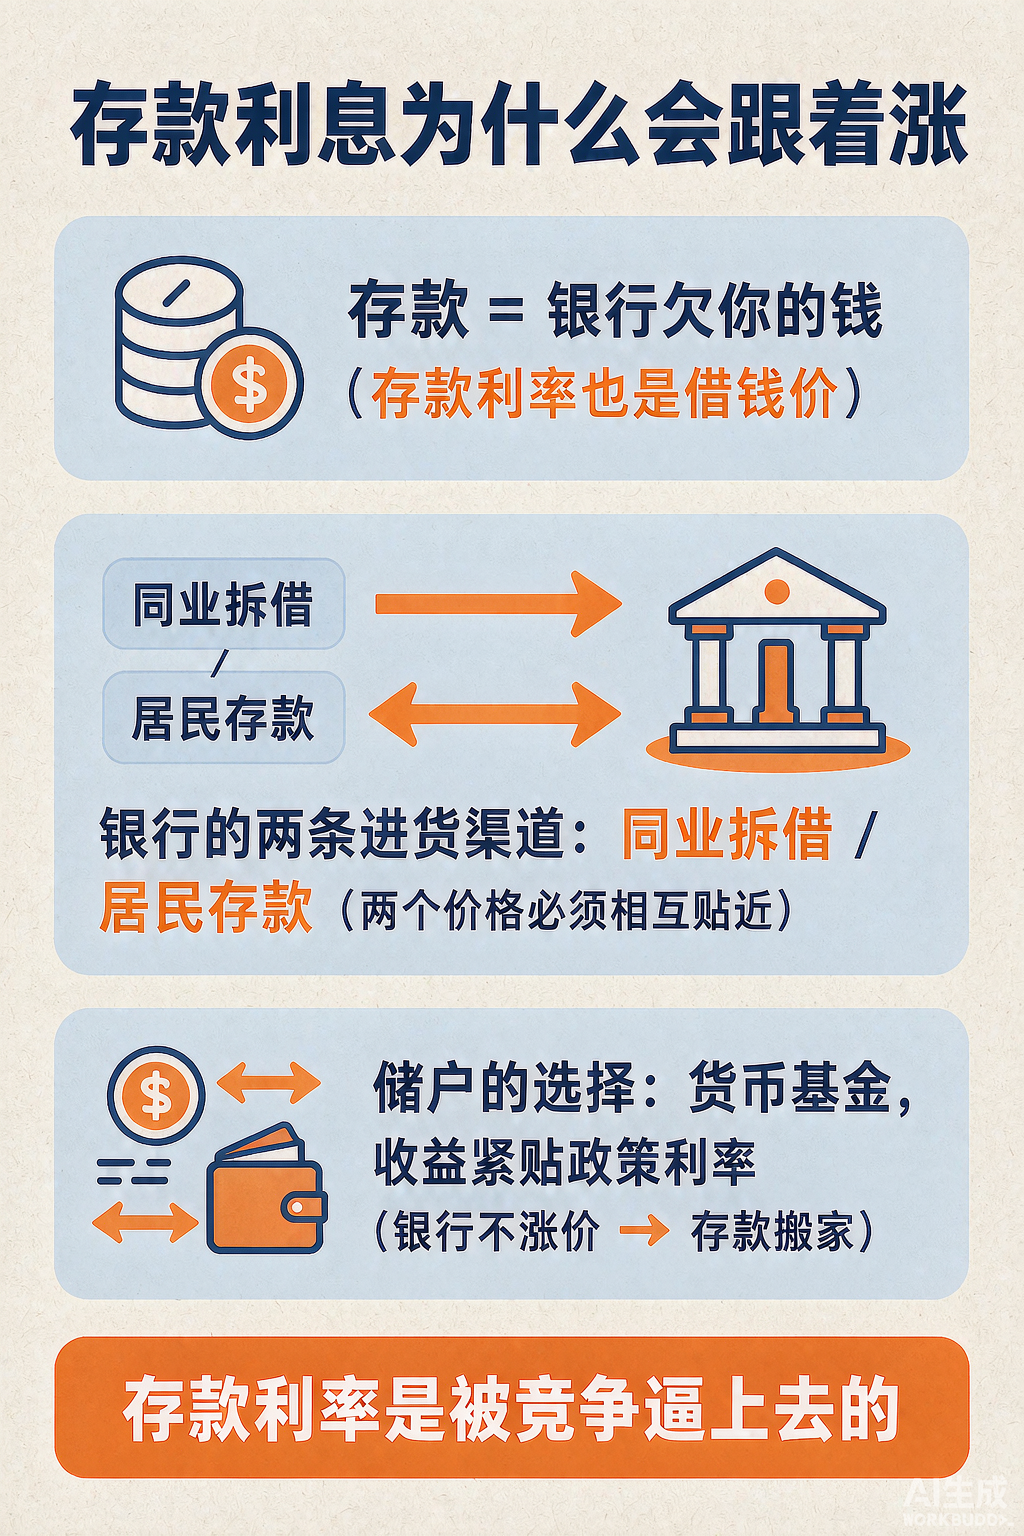 存款利息为什么会跟着涨
存款 = 银行欠你的钱
（存款利率也是借钱价）
$
同业拆借
/
居民存款
银行的两条进货渠道：同业拆借 /
居民存款（两个价格必须相互贴近）
$
储户的选择：货币基金，
收益紧贴政策利率
（银行不涨价 → 存款搬家）
存款利率是被竞争逼上去的
AI生成